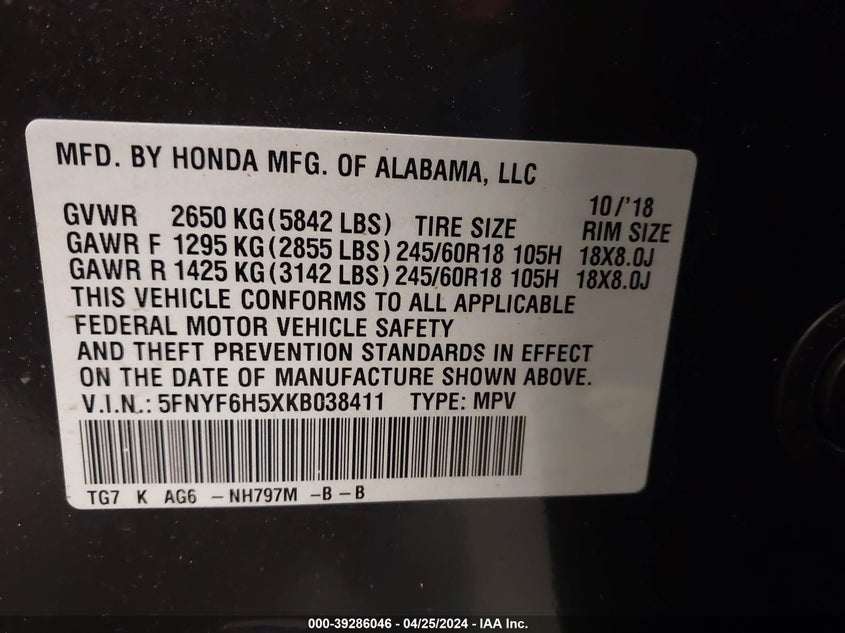 MFD. BY HONDA MFG. OF ALABAMA, LLC
10/'18
GVWR 2650 KG(5842 LBS) TIRE SIZE RIM SIZE
GAWR F 1295 KG(2855 LBS) 245/60R18 105H 18X8.0J
GAWR R 1425 KG(3142 LBS) 245/60R18 105H 18X8.0J
THIS VEHICLE CONFORMS TO ALL APPLICABLE
FEDERAL MOTOR VEHICLE SAFETY
AND THEFT PREVENTION STANDARDS IN EFFECT
ON THE DATE OF MANUFACTURE SHOWN ABOVE.
V.I.N.: 5FNYF6H5XKB038411 TYPE: MPV
TG7 K AG6 -NH797M -B-B
000-39286046 - 04/25/2024 - IAA Inc.